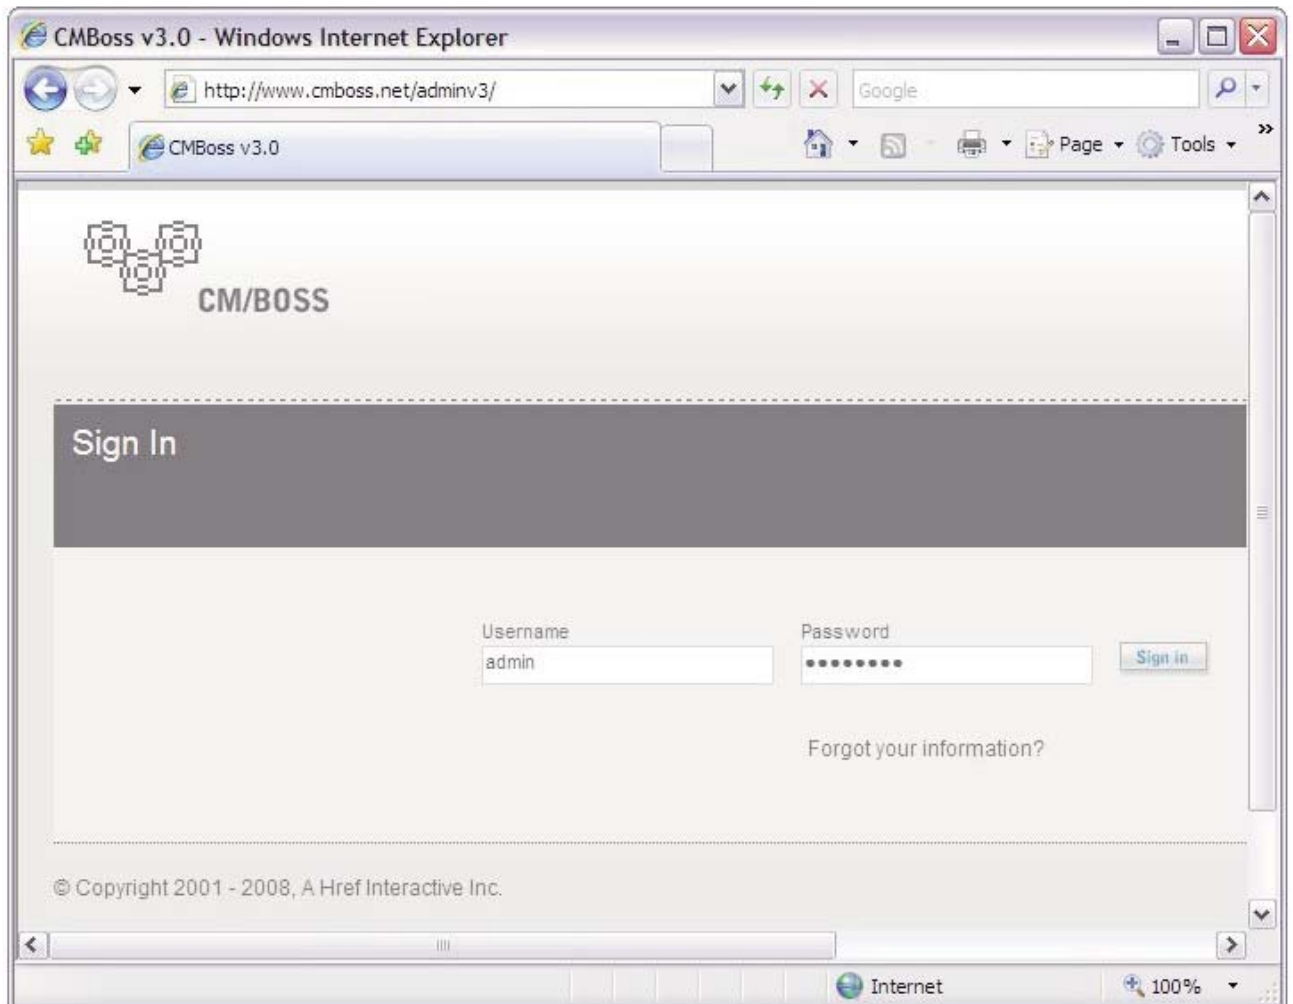 CMBoss v3.0 - Windows Internet Explorer
http://www.cmboss.net/adminv3/
Google
CMBoss v3.0
Page
Tools
»
CM/BOSS
Sign In
Username
Password
admin
••••••••
Sign in
Forgot your information?
© Copyright 2001 - 2008, A Href Interactive Inc.
Internet
100%